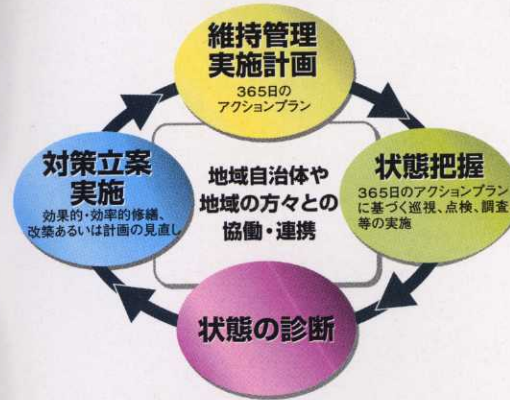 維持管理
実施計画
365日の
アクションプラン
対策立案
実施
効果的・効率的修繕、
改築あるいは計画の見直し
地域自治体や
地域の方々との
協働・連携
状態把握
365日のアクションプラン
に基づく巡視、点検、調査
等の実施
状態の診断